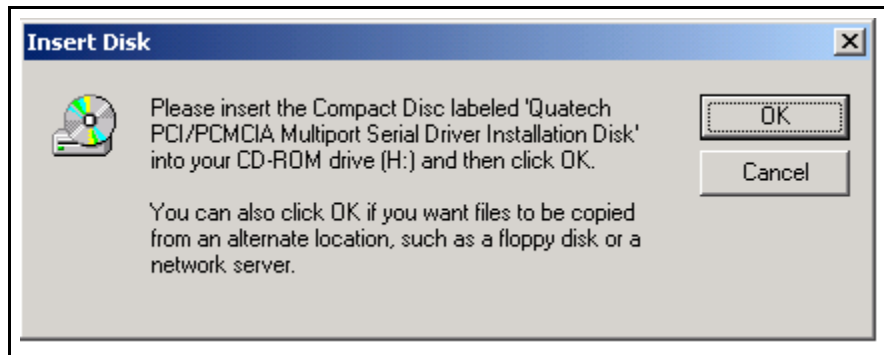 Insert Disk
Please insert the Compact Disc labeled 'Quatech
PCI/PCMCIA Multiport Serial Driver Installation Disk'
into your CD-ROM drive (H:) and then click OK.
You can also click OK if you want files to be copied
from an alternate location, such as a floppy disk or a
network server.
OK
Cancel